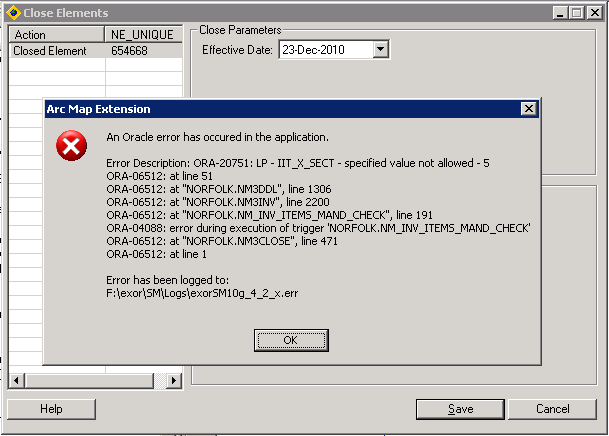 Close Elements
Action NE_UNIQUE
Closed Element 654668
Close Parameters
Effective Date: 23-Dec-2010
Arc Map Extension
An Oracle error has occured in the application.
Error Description: ORA-20751: LP - IIT_X_SECT - specified value not allowed - 5
ORA-06512: at line 51
ORA-06512: at "NORFOLK.NM3DDL", line 1306
ORA-06512: at "NORFOLK.NM3INV", line 2200
ORA-06512: at "NORFOLK.NM_INV_ITEMS_MAND_CHECK", line 191
ORA-04088: error during execution of trigger 'NORFOLK.NM_INV_ITEMS_MAND_CHECK'
ORA-06512: at "NORFOLK.NM3CLOSE", line 471
ORA-06512: at line 1
Error has been logged to:
F:\exor\SM\Logs\exorSM10g_4_2_x.err
OK
Help Save Cancel